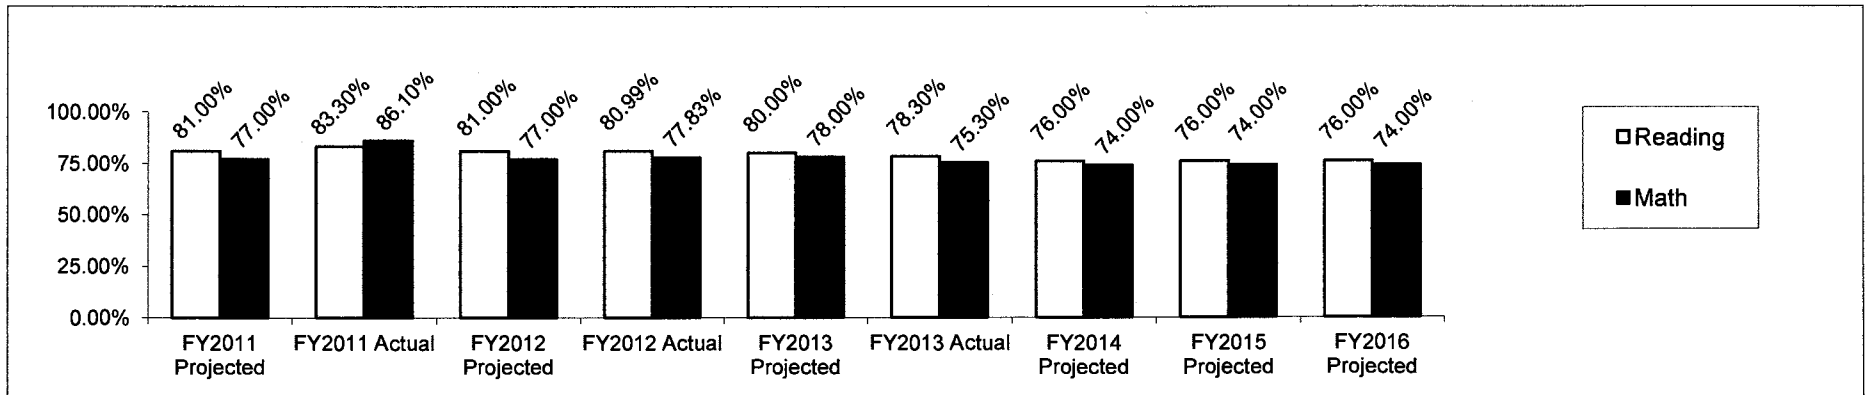 81.00%
77.00%
83.30%
86.10%
81.00%
77.00%
80.99%
77.83%
80.00%
78.00%
78.30%
75.30%
76.00%
74.00%
76.00%
74.00%
76.00%
74.00%
100.00%
75.00%
50.00%
25.00%
0.00%
FY2011
Projected
FY2011 Actual
FY2012
Projected
FY2012 Actual
FY2013
Projected
FY2013 Actual
FY2014
Projected
FY2015
Projected
FY2016
Projected
Reading
Math